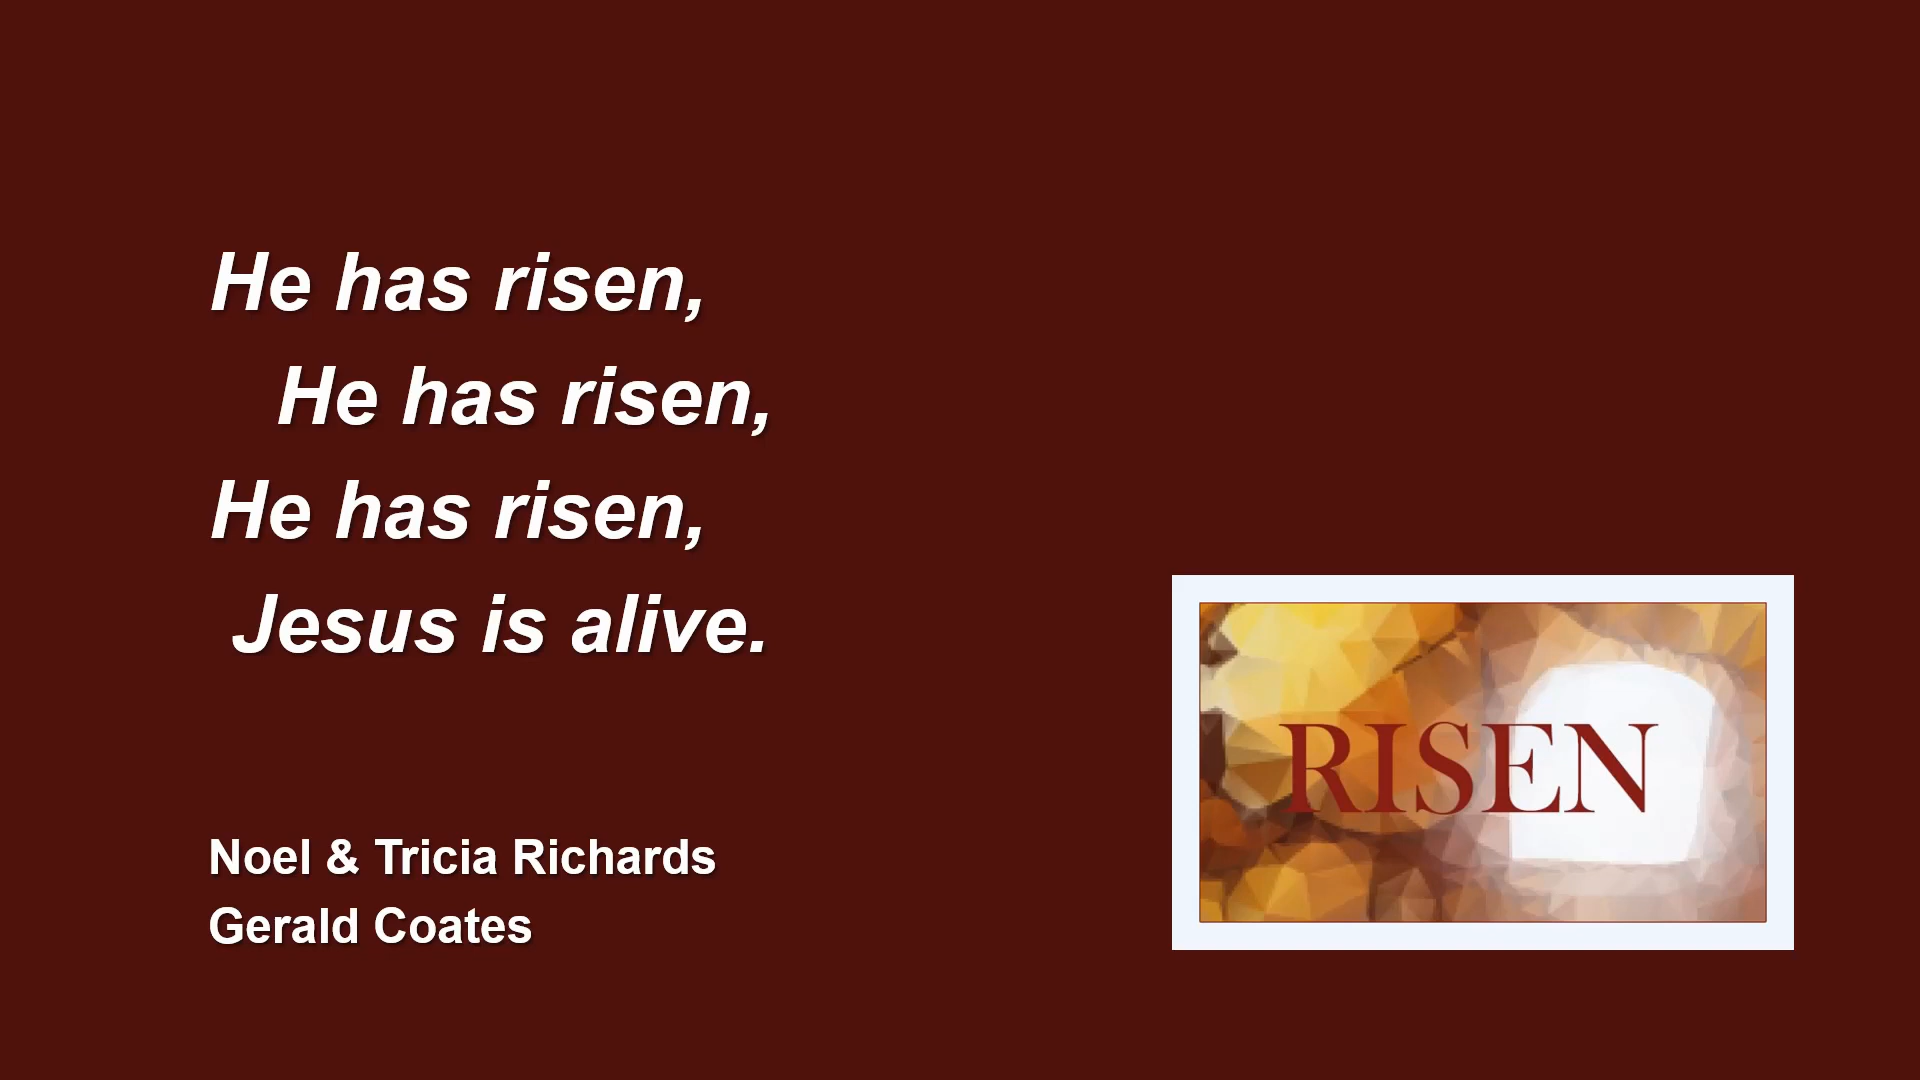 He has risen,
He has risen,
He has risen,
Jesus is alive.
Noel & Tricia Richards
Gerald Coates
RISEN